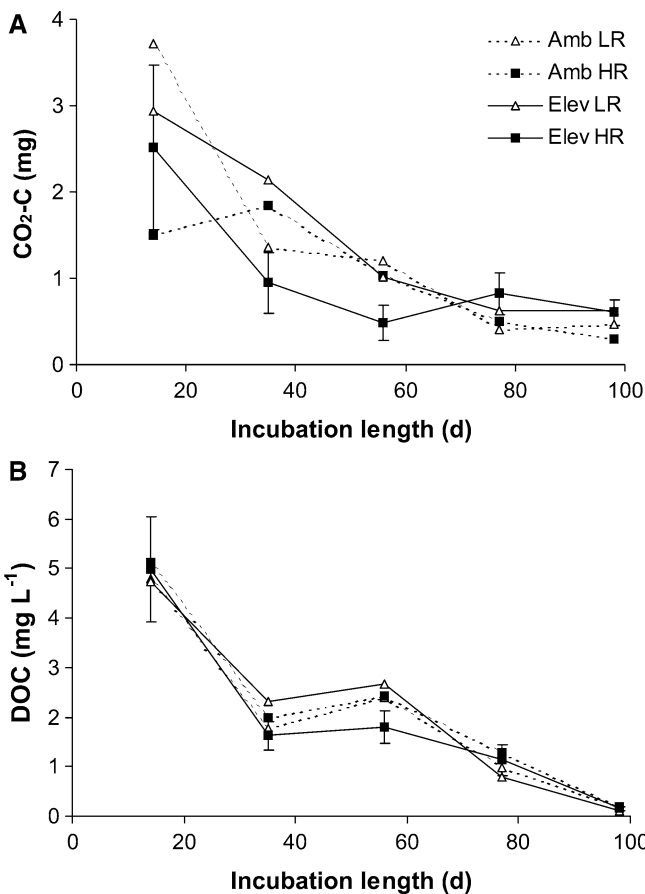 A
4
3
2
1
0
CO₂-C (mg)
Amb LR
Amb HR
Elev LR
Elev HR
0 20 40 60 80 100
Incubation length (d)
B
7
6
5
4
3
2
1
0
DOC (mg L⁻¹)
0 20 40 60 80 100
Incubation length (d)